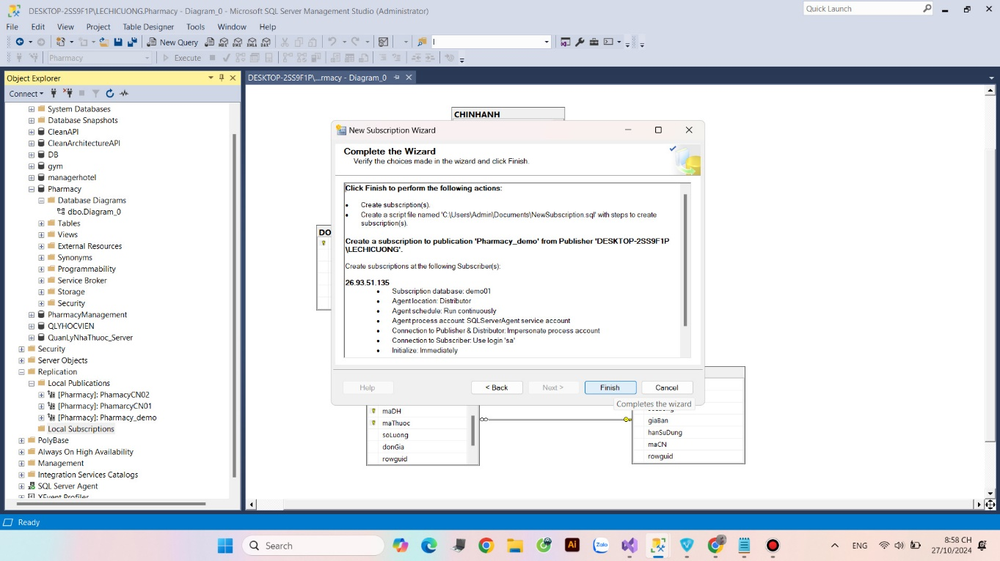 DESKTOP-2SS9F1P\LECHICUONG.Pharmacy - Diagram_0 - Microsoft SQL Server Management Studio (Administrator)
Quick Launch
File Edit View Project Table Designer Tools Window Help
New Query
Pharmacy
Execute
Object Explorer
DESKTOP-2SS9F1P\...rmacy - Diagram_0
Connect
System Databases
Database Snapshots
CleanAPI
CleanArchitectureAPI
DB
gym
managerhotel
Pharmacy
Database Diagrams
dbo.Diagram_0
Tables
Views
External Resources
Synonyms
Programmability
Service Broker
Storage
Security
PharmacyManagement
QLYHOCVIEN
QuanLyNhaThuoc_Server
Security
Server Objects
Replication
Local Publications
[Pharmacy]: PhamacyCN02
[Pharmacy]: PhamarcyCN01
[Pharmacy]: Pharmacy_demo
Local Subscriptions
PolyBase
Always On High Availability
Management
Integration Services Catalogs
SQL Server Agent
XEvent Profiler
CHINHANH
DO
New Subscription Wizard
Complete the Wizard
Verify the choices made in the wizard and click Finish.
Click Finish to perform the following actions:
• Create subscription(s).
• Create a script file named 'C:\Users\Admin\Documents\NewSubscription.sql' with steps to create
subscription(s).
Create a subscription to publication 'Pharmacy_demo' from Publisher 'DESKTOP-2SS9F1P
\LECHICUONG'.
Create subscriptions at the following Subscriber(s):
26.93.51.135
• Subscription database: demo01
• Agent location: Distributor
• Agent schedule: Run continuously
• Agent process account: SQLServerAgent service account
• Connection to Publisher & Distributor: Impersonate process account
• Connection to Subscriber: Use login 'sa'
• Initialize: Immediately
Help
< Back
Next >
Finish
Cancel
Completes the wizard
maDH
maThuoc
soLuong
donGia
rowguid
giaBan
hanSuDung
maCN
rowguid
Ready
Search
Ai
Zalo
ENG
8:58 CH
27/10/2024